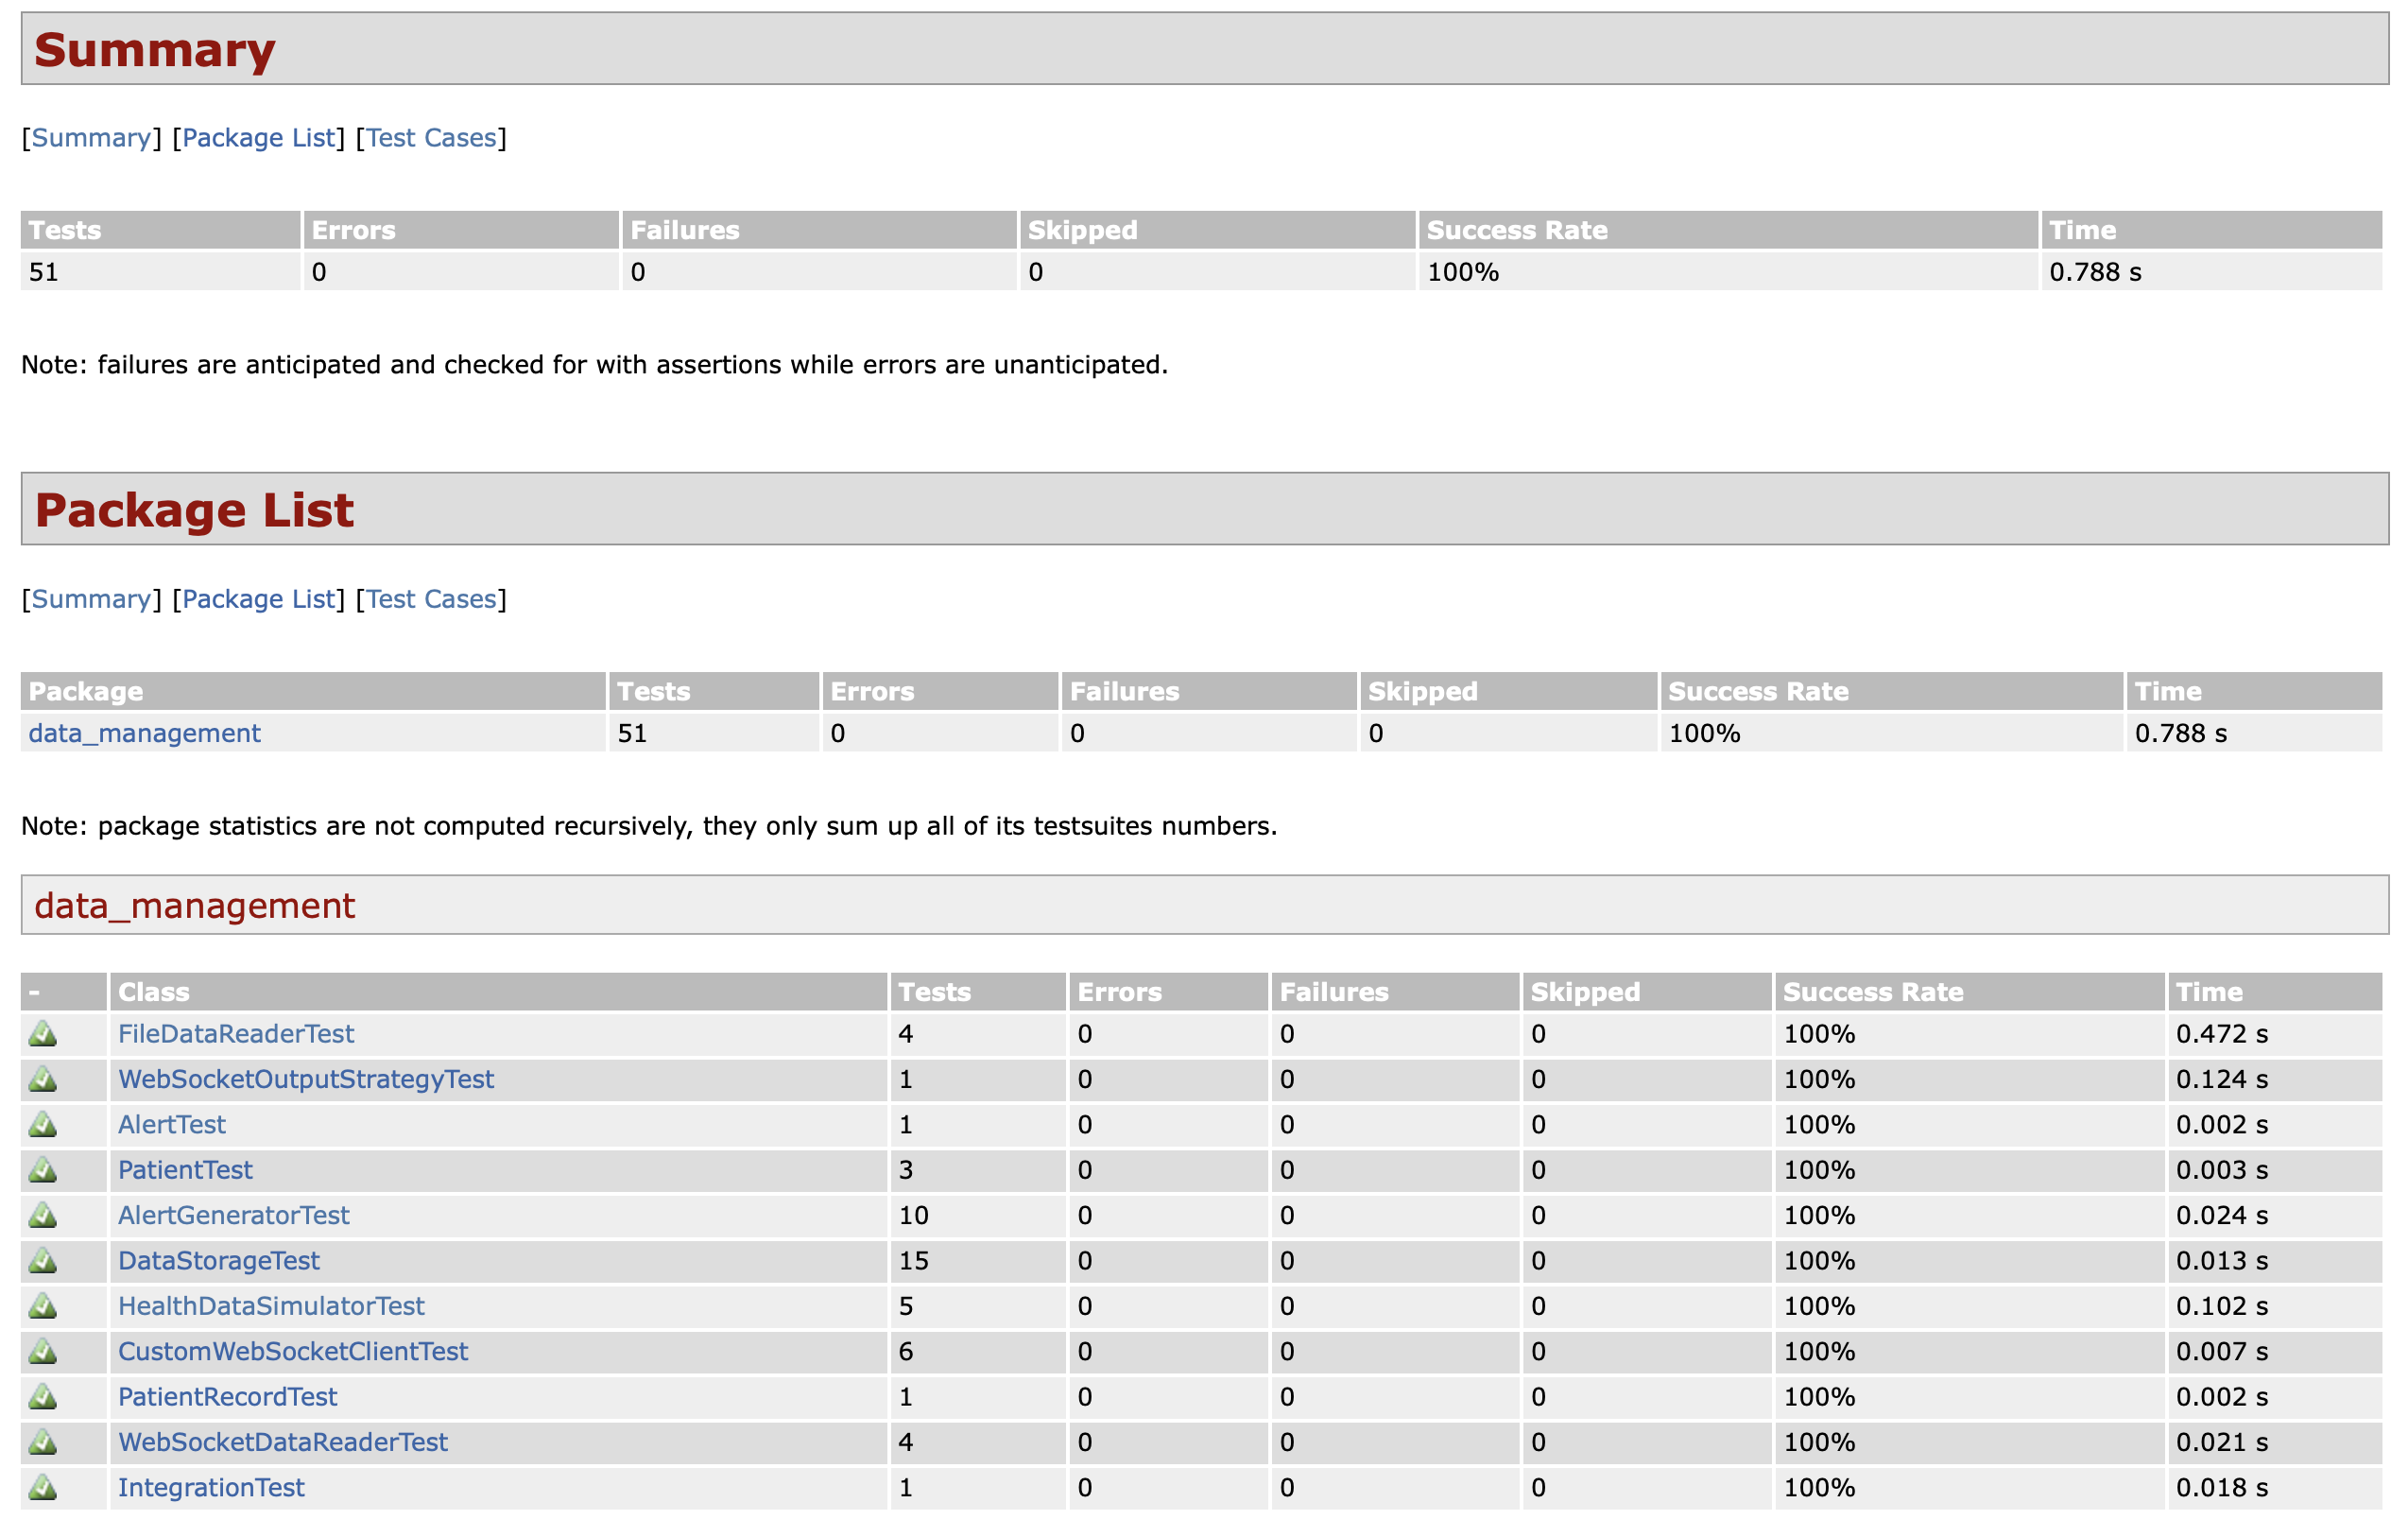 Summary
[Summary] [Package List] [Test Cases]
Tests Errors Failures Skipped Success Rate Time
51 0 0 0 100% 0.788 s
Note: failures are anticipated and checked for with assertions while errors are unanticipated.
Package List
[Summary] [Package List] [Test Cases]
Package Tests Errors Failures Skipped Success Rate Time
data_management 51 0 0 0 100% 0.788 s
Note: package statistics are not computed recursively, they only sum up all of its testsuites numbers.
data_management
- Class Tests Errors Failures Skipped Success Rate Time
FileDataReaderTest 4 0 0 0 100% 0.472 s
WebSocketOutputStrategyTest 1 0 0 0 100% 0.124 s
AlertTest 1 0 0 0 100% 0.002 s
PatientTest 3 0 0 0 100% 0.003 s
AlertGeneratorTest 10 0 0 0 100% 0.024 s
DataStorageTest 15 0 0 0 100% 0.013 s
HealthDataSimulatorTest 5 0 0 0 100% 0.102 s
CustomWebSocketClientTest 6 0 0 0 100% 0.007 s
PatientRecordTest 1 0 0 0 100% 0.002 s
WebSocketDataReaderTest 4 0 0 0 100% 0.021 s
IntegrationTest 1 0 0 0 100% 0.018 s